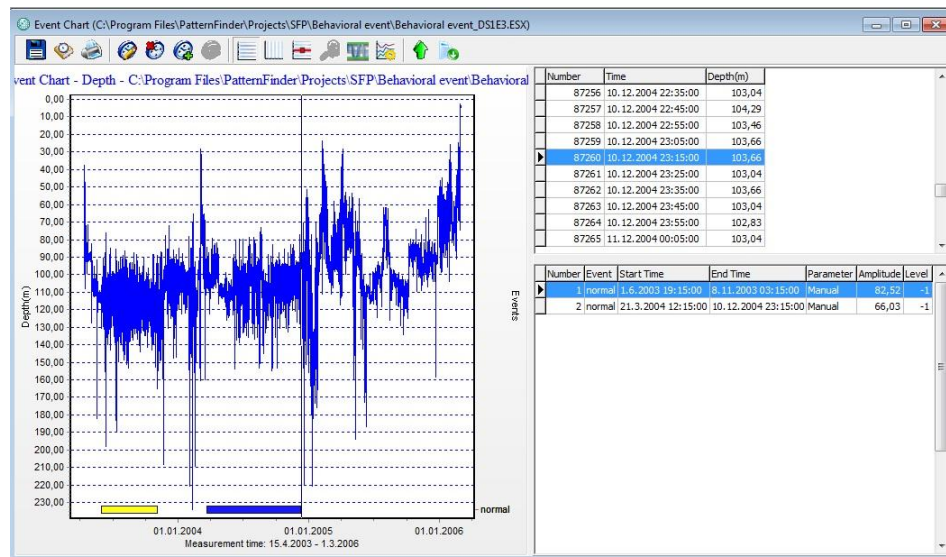 Event Chart (C:\Program Files\PatternFinder\Projects\SFP\Behavioral event\Behavioral event_DS1E3.ESX)
vent Chart - Depth - C:\Program Files\PatternFinder\Projects\SFP\Behavioral event\Behavioral
0,00
10,00
20,00
30,00
40,00
50,00
60,00
70,00
80,00
90,00
100,00
110,00
120,00
130,00
140,00
150,00
160,00
170,00
180,00
190,00
200,00
210,00
220,00
230,00
Depth(m)
Events
normal
01.01.2004 01.01.2005 01.01.2006
Measurement time: 15.4.2003 - 1.3.2006
Number Time Depth(m)
87256 10.12.2004 22:35:00 103,04
87257 10.12.2004 22:45:00 104,29
87258 10.12.2004 22:55:00 103,46
87259 10.12.2004 23:05:00 103,66
87260 10.12.2004 23:15:00 103,66
87261 10.12.2004 23:25:00 103,04
87262 10.12.2004 23:35:00 103,66
87263 10.12.2004 23:45:00 103,04
87264 10.12.2004 23:55:00 102,83
87265 11.12.2004 00:05:00 103,04
Number Event Start Time End Time Parameter Amplitude Level
1 normal 1.6.2003 19:15:00 8.11.2003 03:15:00 Manual 82,52 -1
2 normal 21.3.2004 12:15:00 10.12.2004 23:15:00 Manual 66,03 -1